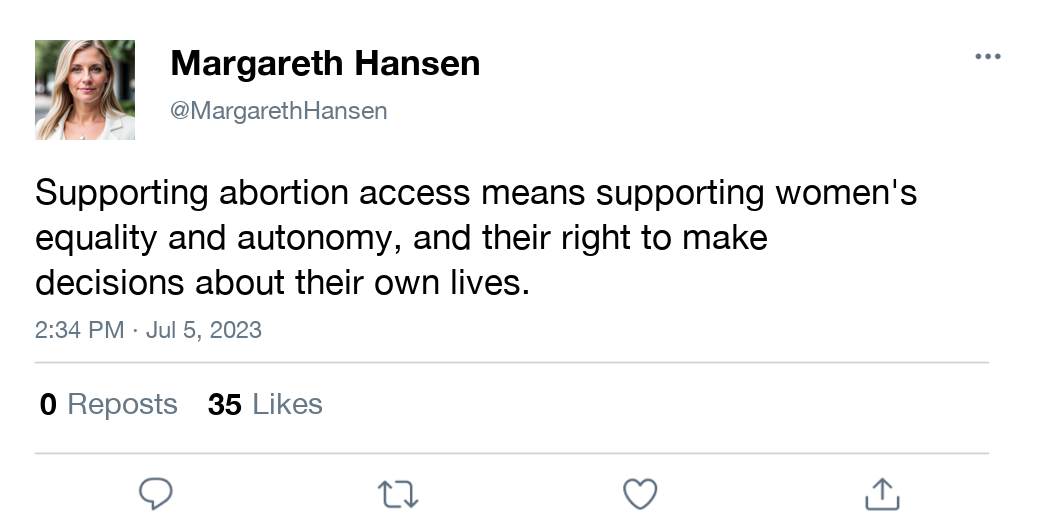 Margareth Hansen
@MargarethHansen
Supporting abortion access means supporting women's
equality and autonomy, and their right to make
decisions about their own lives.
2:34 PM · Jul 5, 2023
0 Reposts 35 Likes